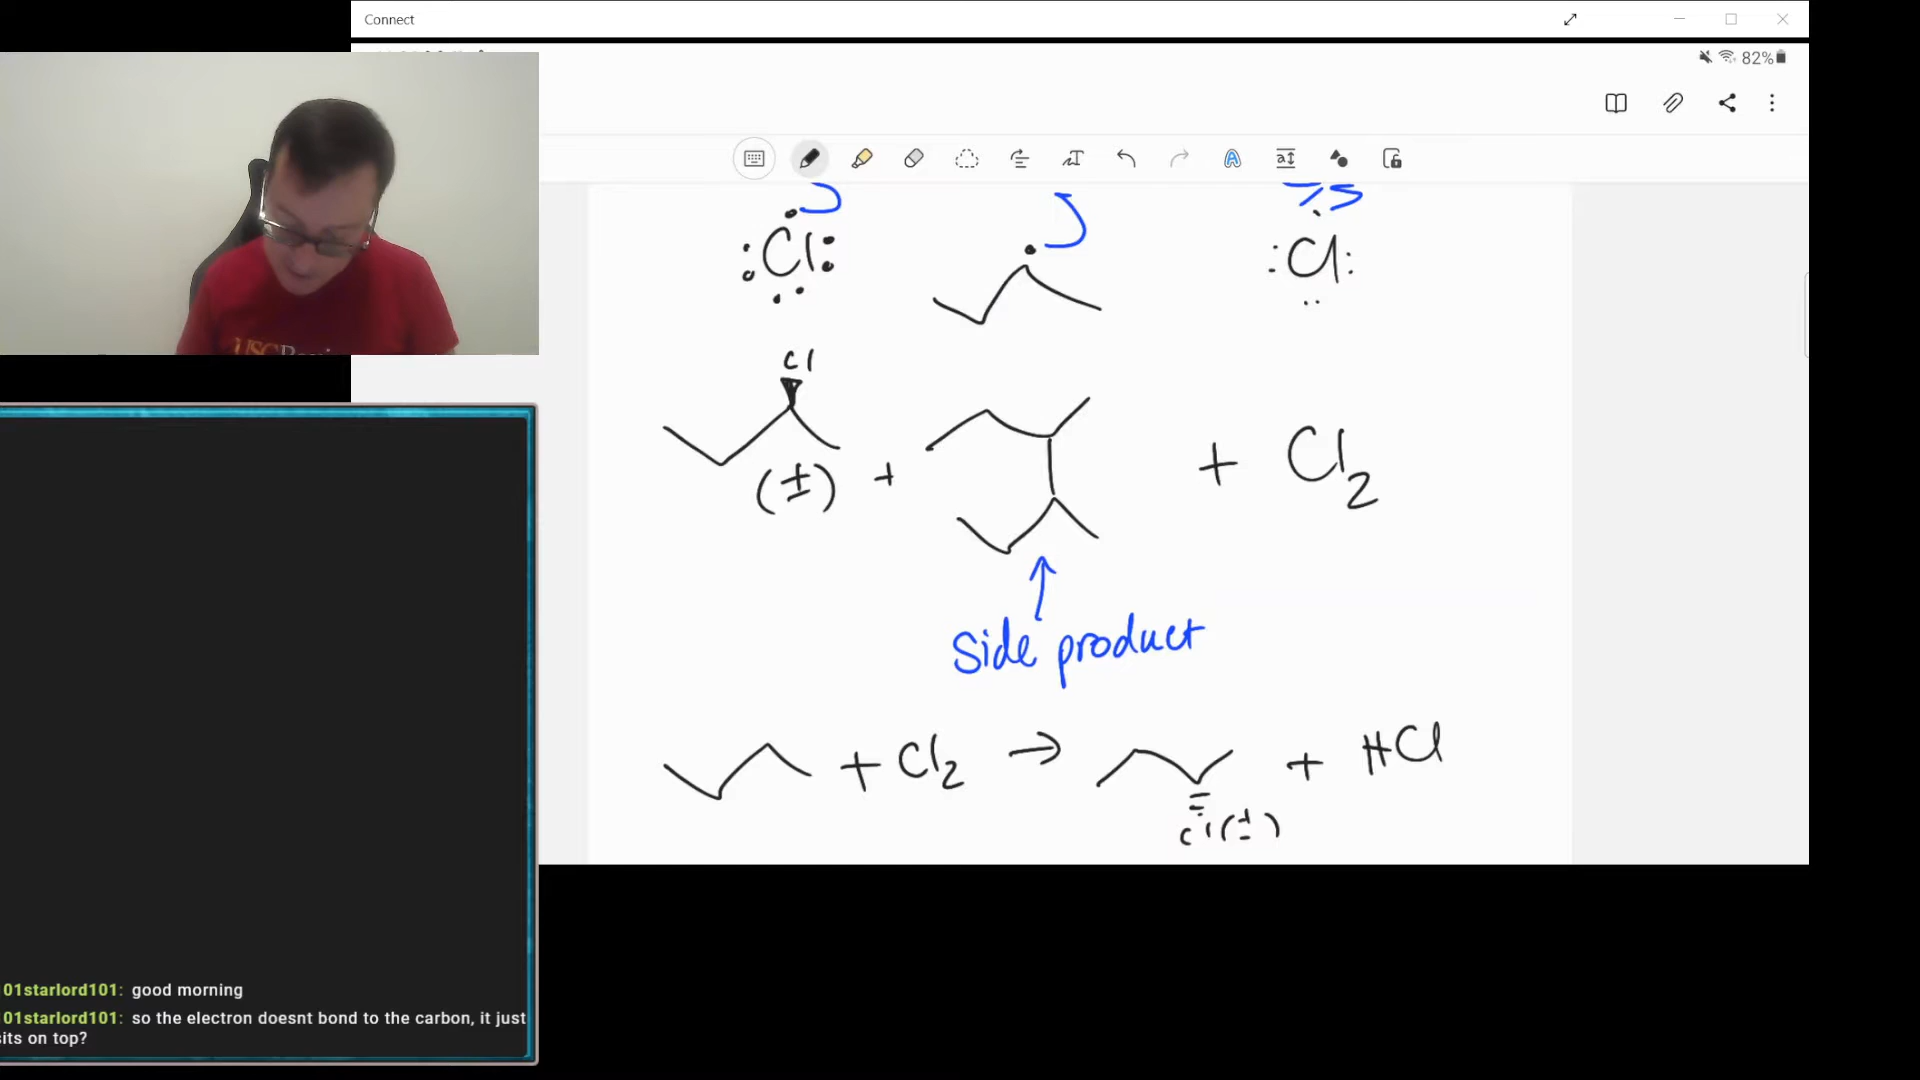 Connect
82%
Cl
Cl
Cl
(±) + + Cl2
Side product
+ Cl2 → + HCl
Cl (±)
01starlord101: good morning
01starlord101: so the electron doesnt bond to the carbon, it just
sits on top?